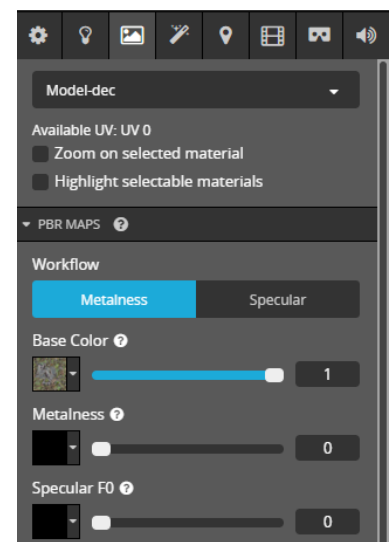 Model-dec
Available UV: UV 0
Zoom on selected material
Highlight selectable materials
PBR MAPS ?
Workflow
Metalness Specular
Base Color ?
1
Metalness ?
0
Specular F0 ?
0